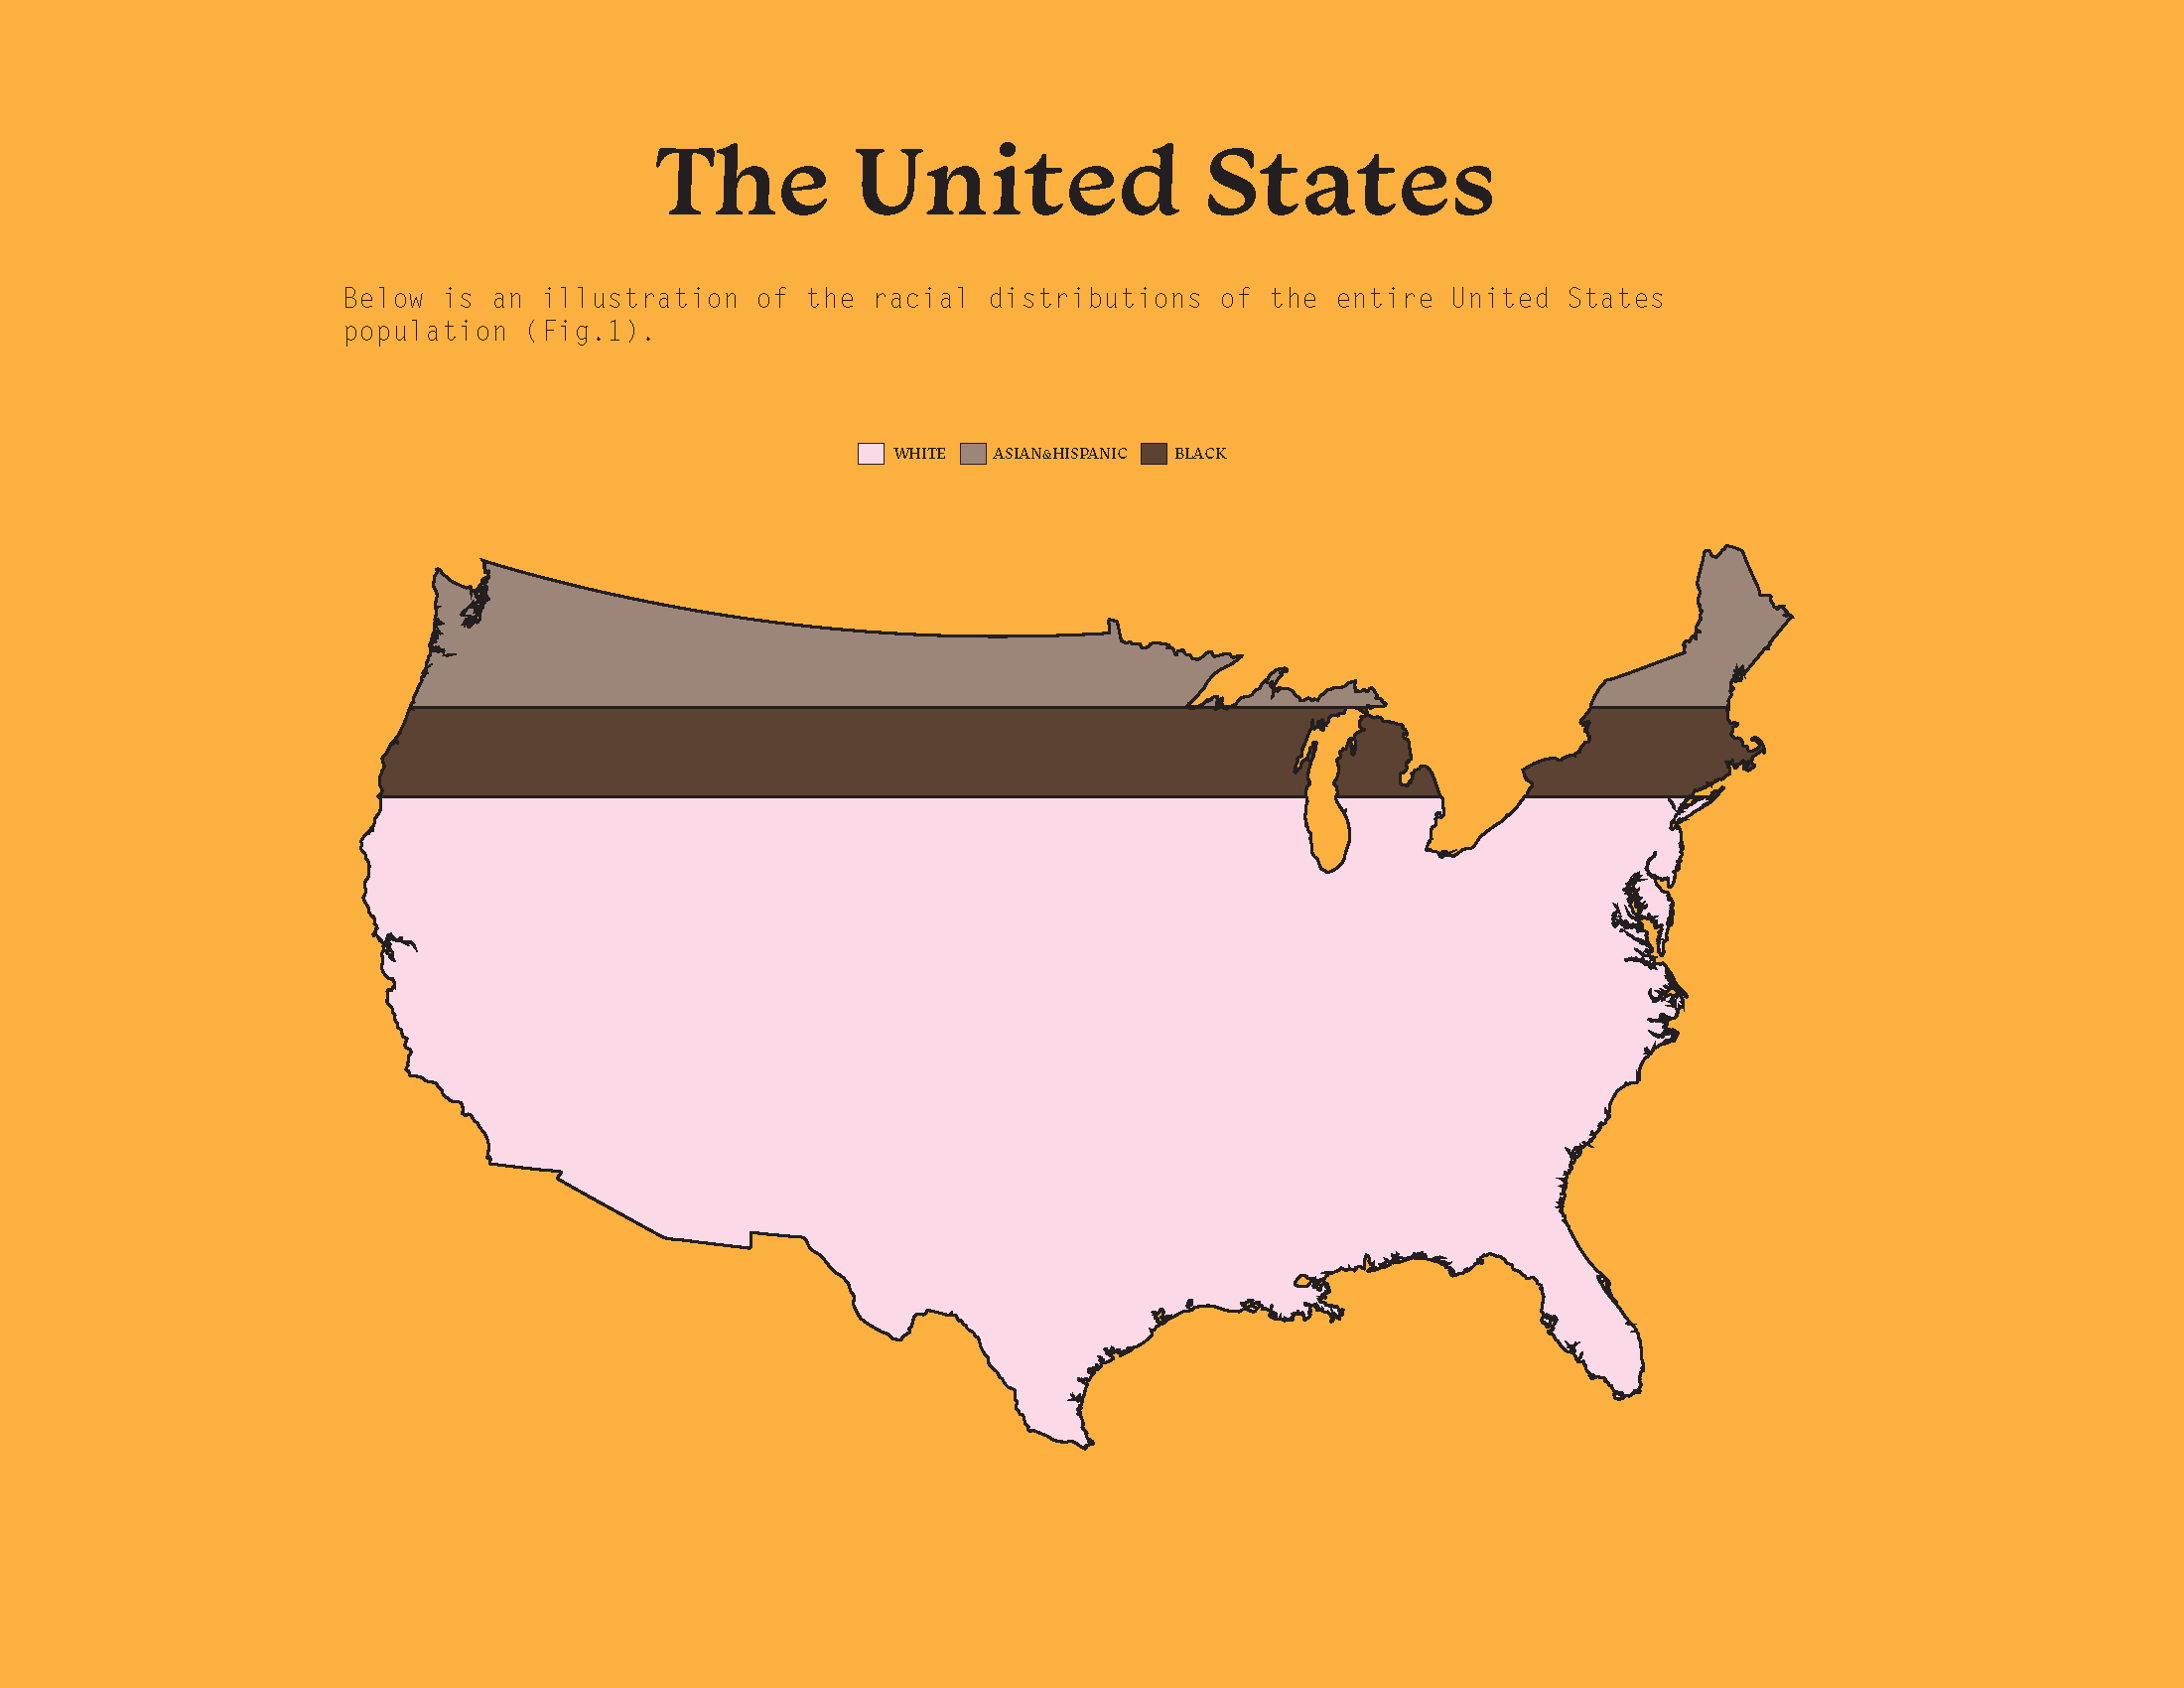 The United States
Below is an illustration of the racial distributions of the entire United States
population (Fig.1).
WHITE ASIAN&HISPANIC BLACK